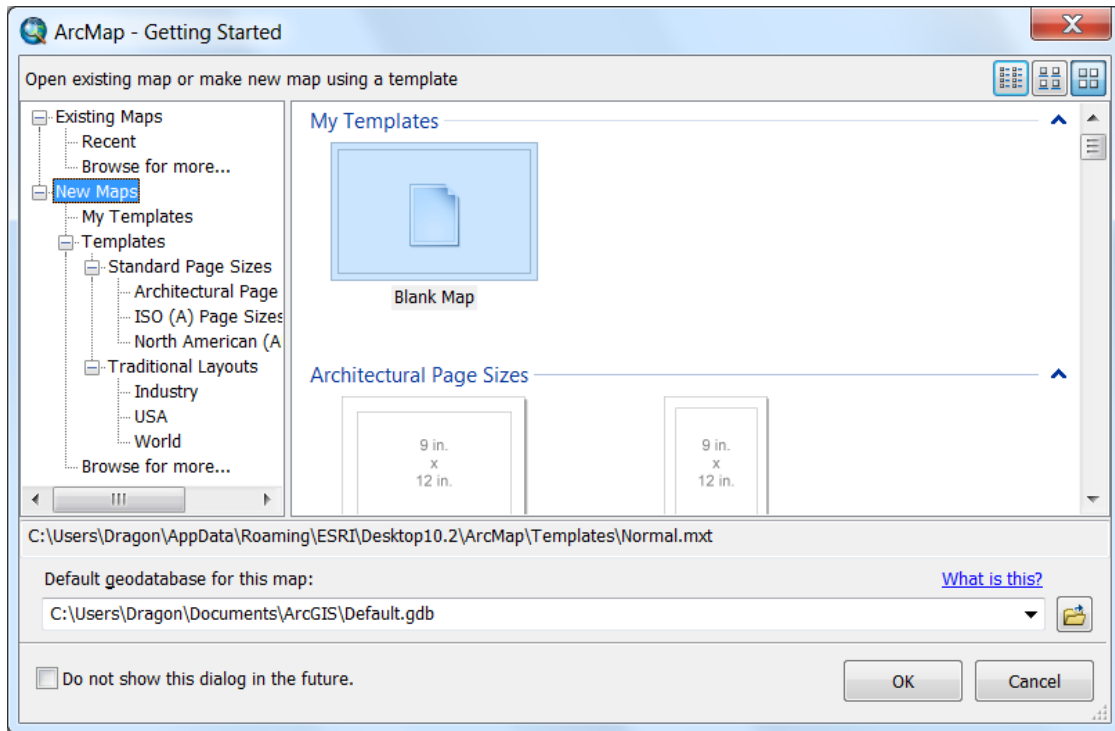 ArcMap - Getting Started
X
Open existing map or make new map using a template
Existing Maps
Recent
Browse for more...
New Maps
My Templates
Templates
Standard Page Sizes
Architectural Page
ISO (A) Page Sizes
North American (A
Traditional Layouts
Industry
USA
World
Browse for more...
My Templates
Blank Map
Architectural Page Sizes
9 in.
x
12 in.
9 in.
x
12 in.
C:\Users\Dragon\AppData\Roaming\ESRI\Desktop10.2\ArcMap\Templates\Normal.mxt
Default geodatabase for this map:
What is this?
C:\Users\Dragon\Documents\ArcGIS\Default.gdb
Do not show this dialog in the future.
OK
Cancel